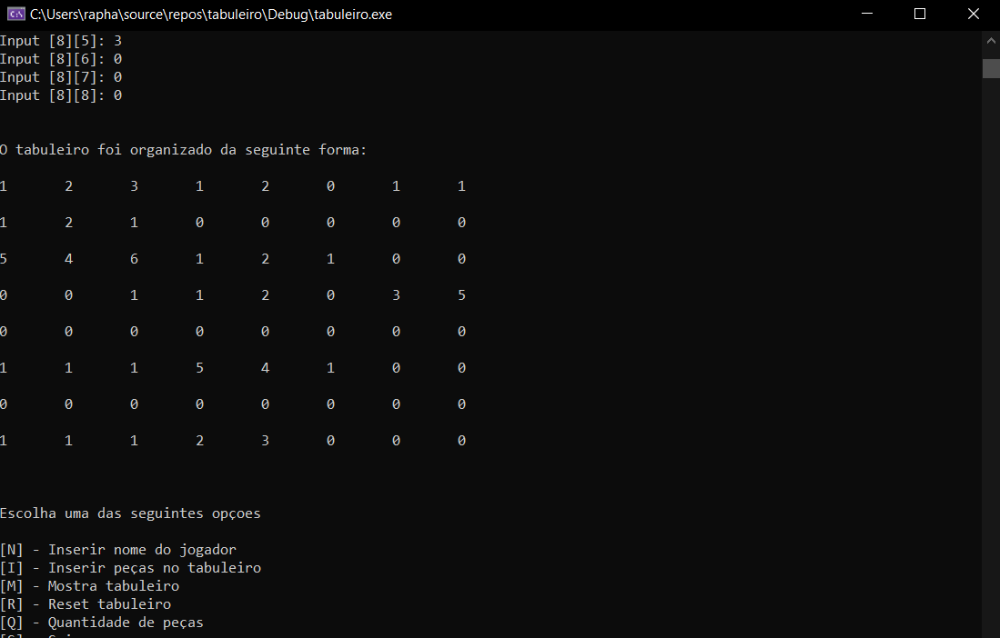 C:\Users\rapha\source\repos\tabuleiro\Debug\tabuleiro.exe
Input [8][5]: 3
Input [8][6]: 0
Input [8][7]: 0
Input [8][8]: 0
O tabuleiro foi organizado da seguinte forma:
1 2 3 1 2 0 1 1
1 2 1 0 0 0 0 0
5 4 6 1 2 1 0 0
0 0 1 1 2 0 3 5
0 0 0 0 0 0 0 0
1 1 1 5 4 1 0 0
0 0 0 0 0 0 0 0
1 1 1 2 3 0 0 0
Escolha uma das seguintes opçoes
[N] - Inserir nome do jogador
[I] - Inserir peças no tabuleiro
[M] - Mostra tabuleiro
[R] - Reset tabuleiro
[Q] - Quantidade de peças